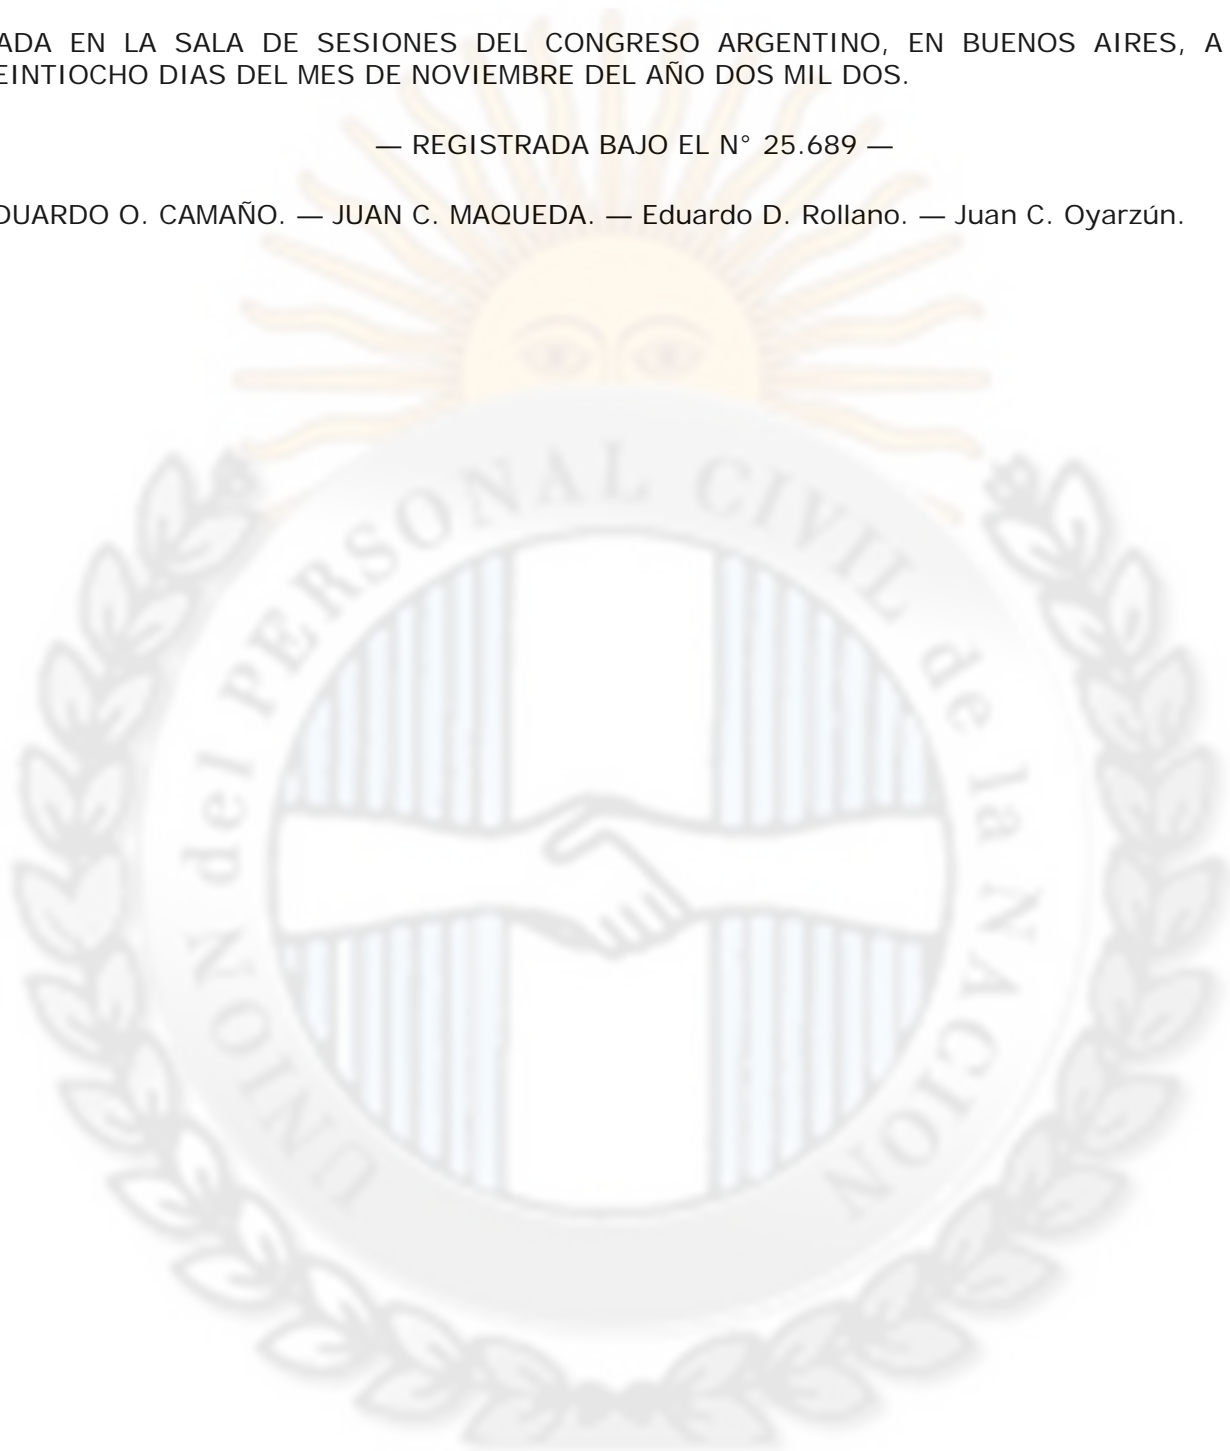 ADA EN LA SALA DE SESIONES DEL CONGRESO ARGENTINO, EN BUENOS AIRES, A
EINTIOCHO DIAS DEL MES DE NOVIEMBRE DEL AÑO DOS MIL DOS.
— REGISTRADA BAJO EL N° 25.689 —
DUARDO O. CAMAÑO. — JUAN C. MAQUEDA. — Eduardo D. Rollano. — Juan C. Oyarzún.
UNION del PERSONAL CIVIL de la NACION